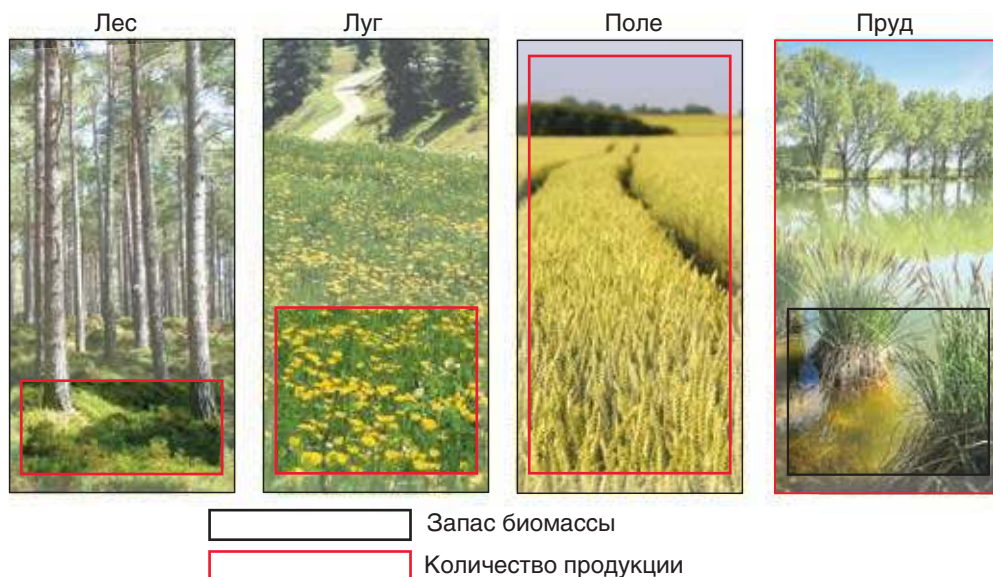 Лес
Луг
Поле
Пруд
Запас биомассы
Количество продукции